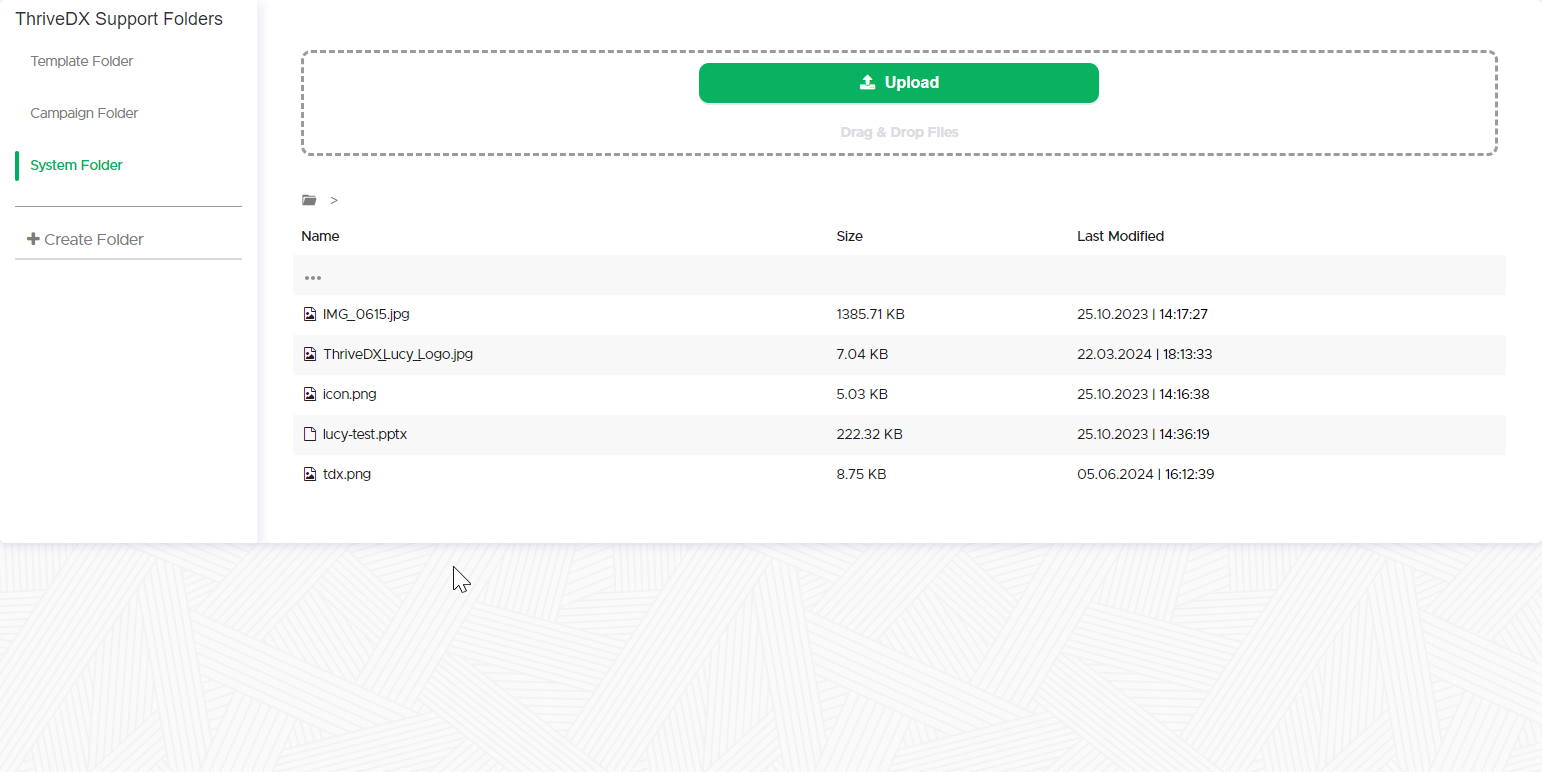 ThriveDX Support Folders
Template Folder
Campaign Folder
System Folder
Create Folder
Upload
Drag & Drop Files
>
Name Size Last Modified
...
IMG_0615.jpg 1385.71 KB 25.10.2023 | 14:17:27
ThriveDX_Lucy_Logo.jpg 7.04 KB 22.03.2024 | 18:13:33
icon.png 5.03 KB 25.10.2023 | 14:16:38
lucy-test.pptx 222.32 KB 25.10.2023 | 14:36:19
tdx.png 8.75 KB 05.06.2024 | 16:12:39